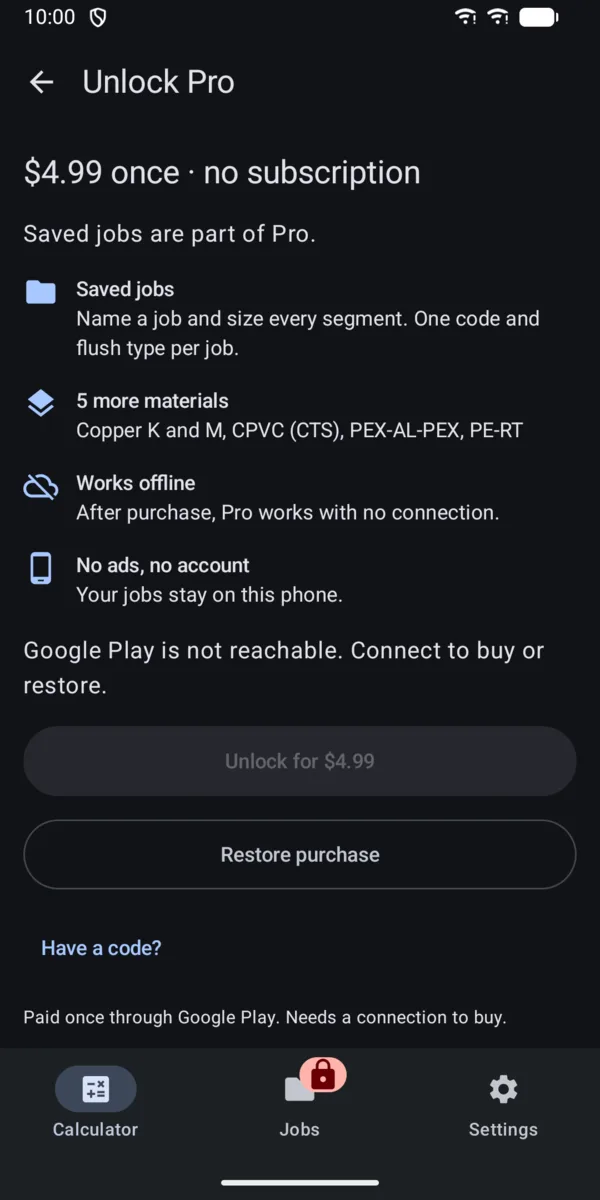 10:00
Unlock Pro
$4.99 once · no subscription
Saved jobs are part of Pro.
Saved jobs
Name a job and size every segment. One code and
flush type per job.
5 more materials
Copper K and M, CPVC (CTS), PEX-AL-PEX, PE-RT
Works offline
After purchase, Pro works with no connection.
No ads, no account
Your jobs stay on this phone.
Google Play is not reachable. Connect to buy or
restore.
Unlock for $4.99
Restore purchase
Have a code?
Paid once through Google Play. Needs a connection to buy.
Calculator
Jobs
Settings